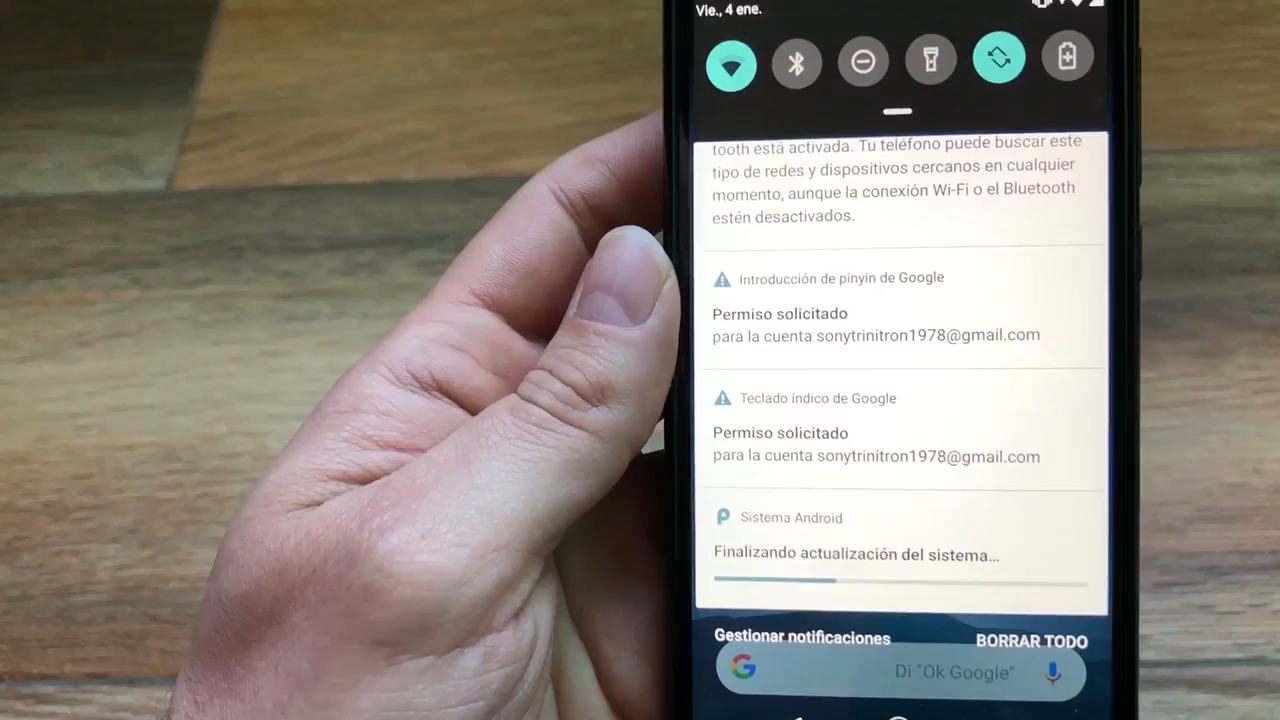 Vie., 4 ene.
tooth está activada. Tu teléfono puede buscar este
tipo de redes y dispositivos cercanos en cualquier
momento, aunque la conexión Wi-Fi o el Bluetooth
estén desactivados.
Introducción de pinyin de Google
Permiso solicitado
para la cuenta sonytrinitron1978@gmail.com
Teclado índico de Google
Permiso solicitado
para la cuenta sonytrinitron1978@gmail.com
Sistema Android
Finalizando actualización del sistema...
Gestionar notificaciones BORRAR TODO
G Di "Ok Google"